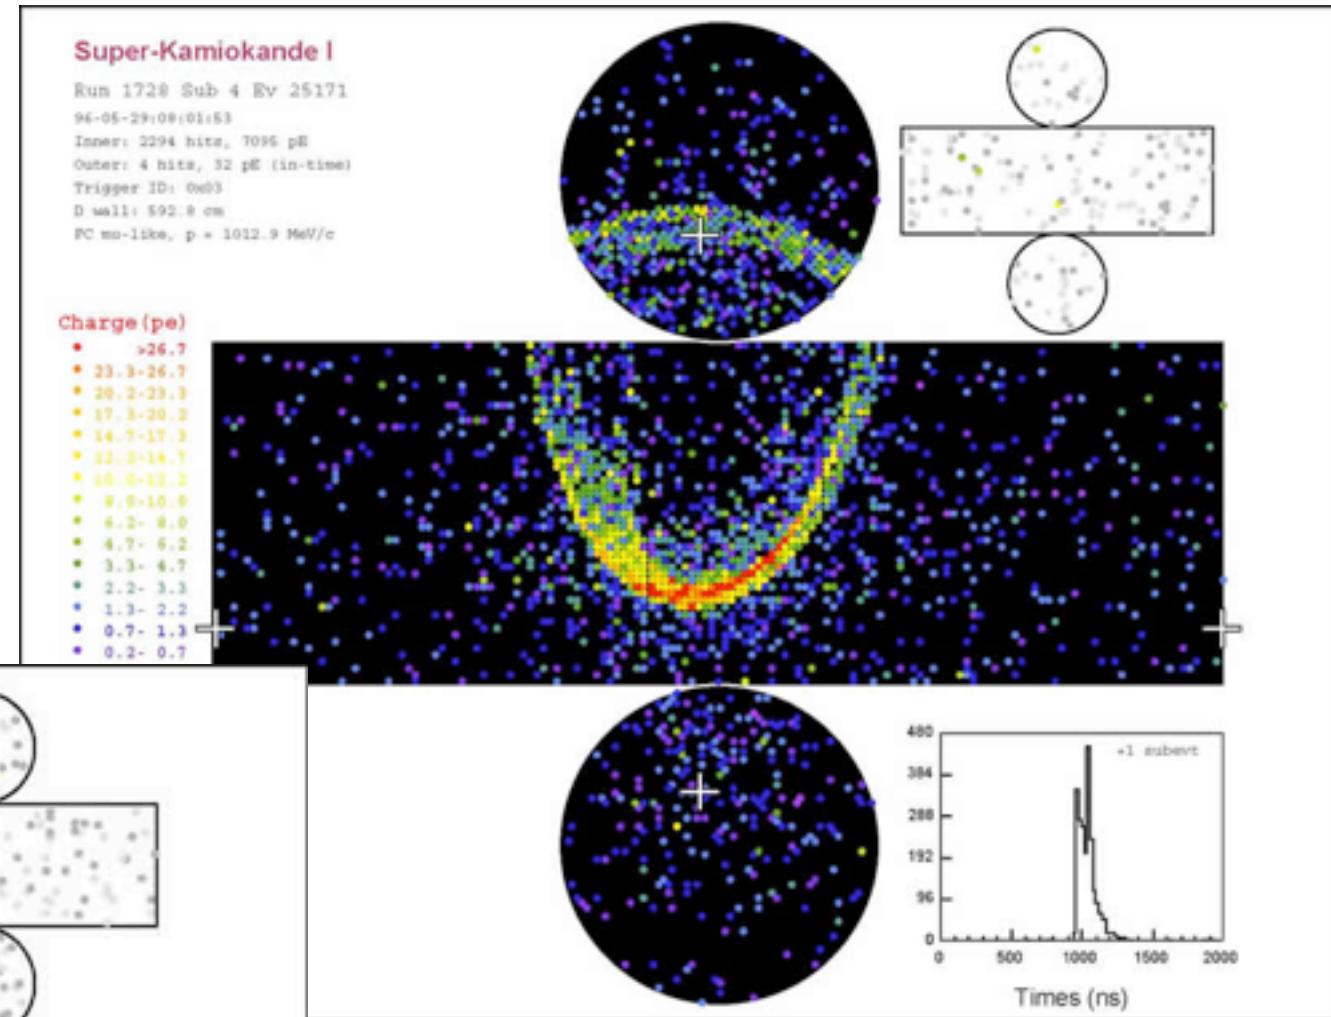 Super-Kamiokande I
Run 1728 Sub 4 Ev 25171
96-05-29:08:01:53
Inner: 2294 hits, 7095 pE
Outer: 4 hits, 32 pE (in-time)
Trigger ID: 0x03
D wall: 592.8 cm
FC mu-like, p = 1012.9 MeV/c
Charge(pe)
>26.7
23.3-26.7
20.2-23.3
17.3-20.2
14.7-17.3
12.2-14.7
10.0-12.2
8.0-10.0
6.2- 8.0
4.7- 6.2
3.3- 4.7
2.2- 3.3
1.3- 2.2
0.7- 1.3
0.2- 0.7
+1 subevt
480
384
288
192
96
0
0 500 1000 1500 2000
Times (ns)